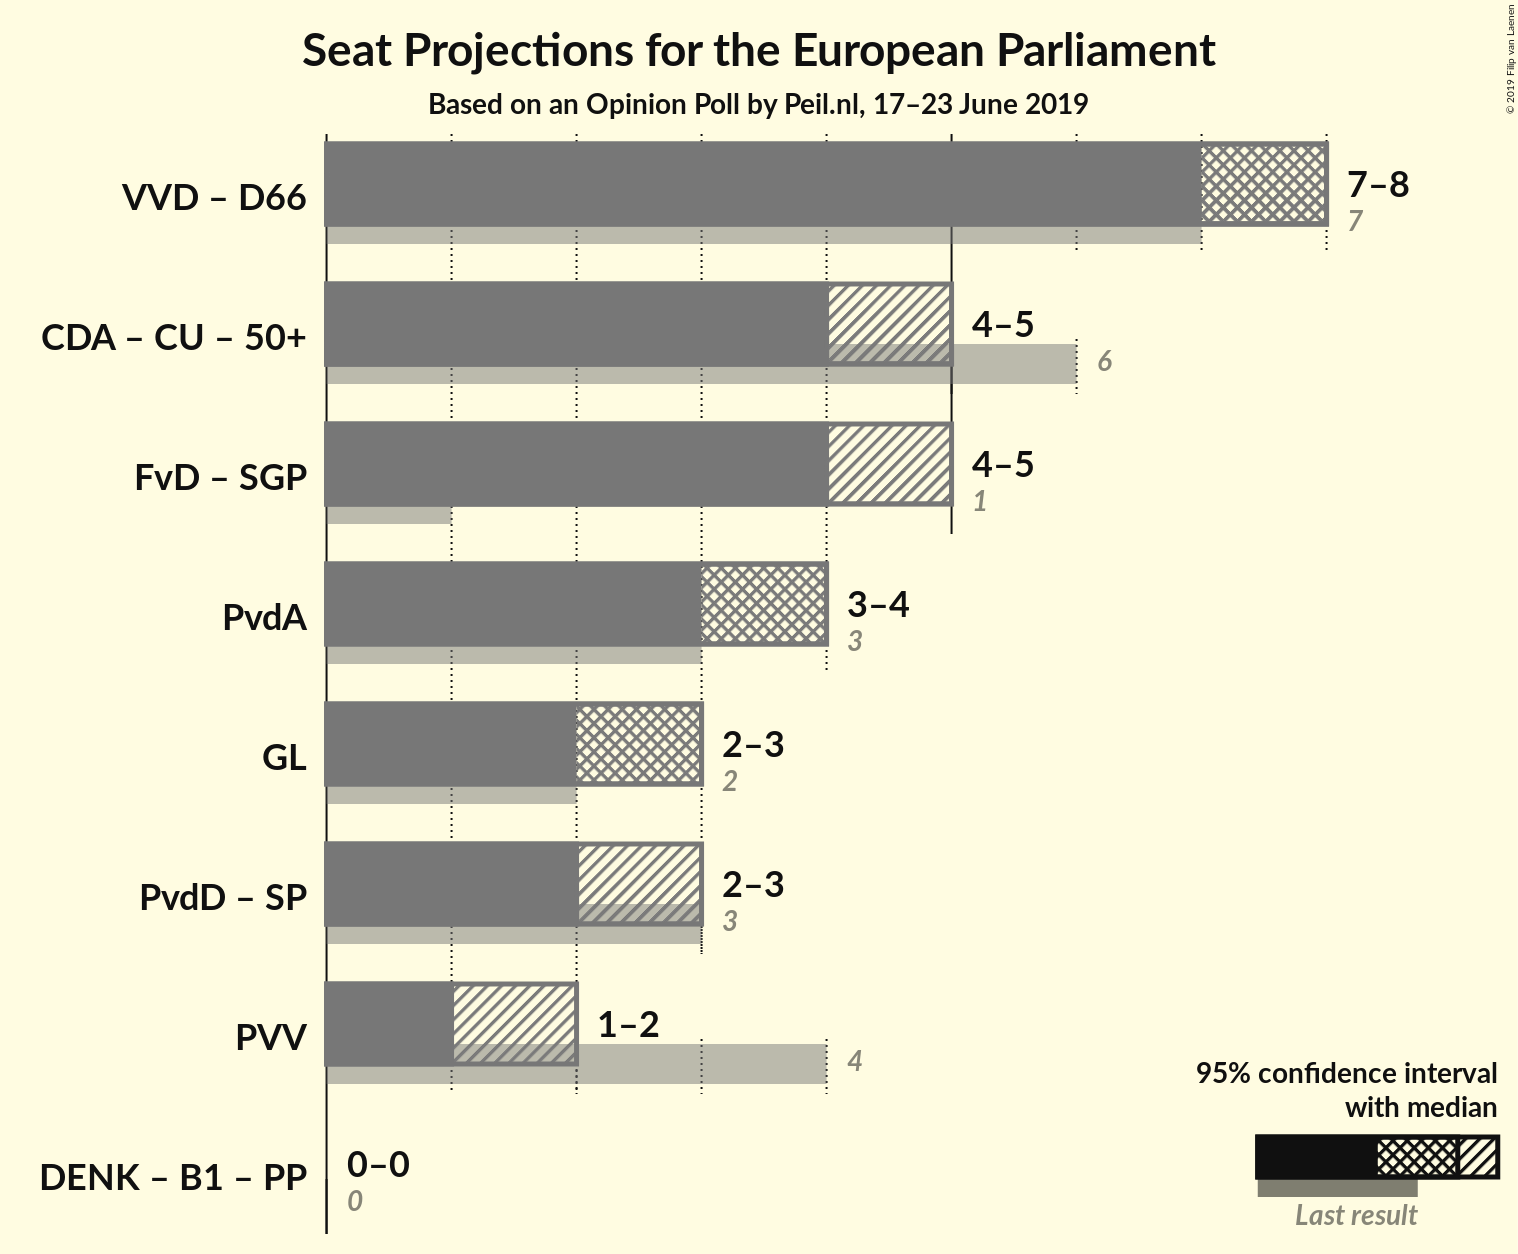 Seat Projections for the European Parliament
Based on an Opinion Poll by Peil.nl, 17–23 June 2019
© 2019 Filip van Laenen
VVD – D66
7–8
7
CDA – CU – 50+
4–5
6
FvD – SGP
4–5
1
PvdA
3–4
3
GL
2–3
2
PvdD – SP
2–3
3
PVV
1–2
4
DENK – B1 – PP
0–0
0
95% confidence interval
with median
Last result